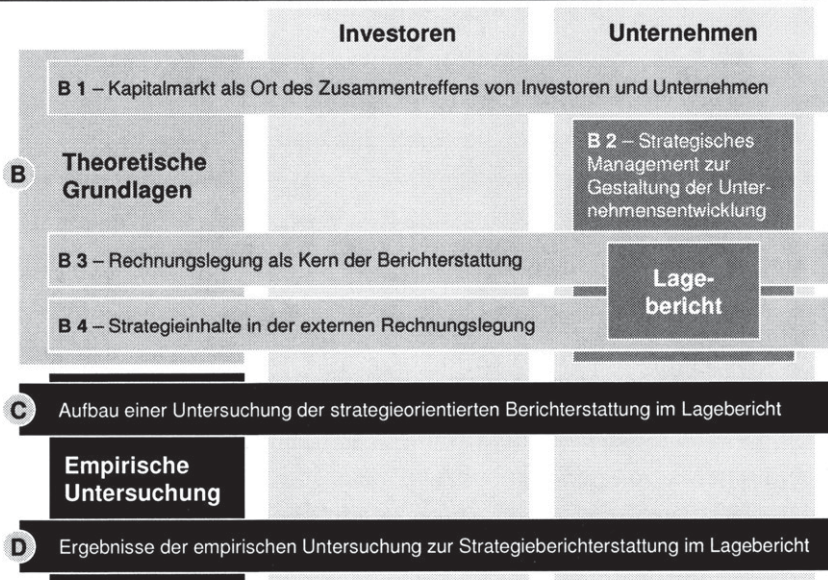 Investoren
Unternehmen
B 1 – Kapitalmarkt als Ort des Zusammentreffens von Investoren und Unternehmen
B
Theoretische
Grundlagen
B 2 – Strategisches
Management zur
Gestaltung der Unter-
nehmensentwicklung
B 3 – Rechnungslegung als Kern der Berichterstattung
Lage-
bericht
B 4 – Strategieinhalte in der externen Rechnungslegung
C
Aufbau einer Untersuchung der strategieorientierten Berichterstattung im Lagebericht
Empirische
Untersuchung
D
Ergebnisse der empirischen Untersuchung zur Strategieberichterstattung im Lagebericht